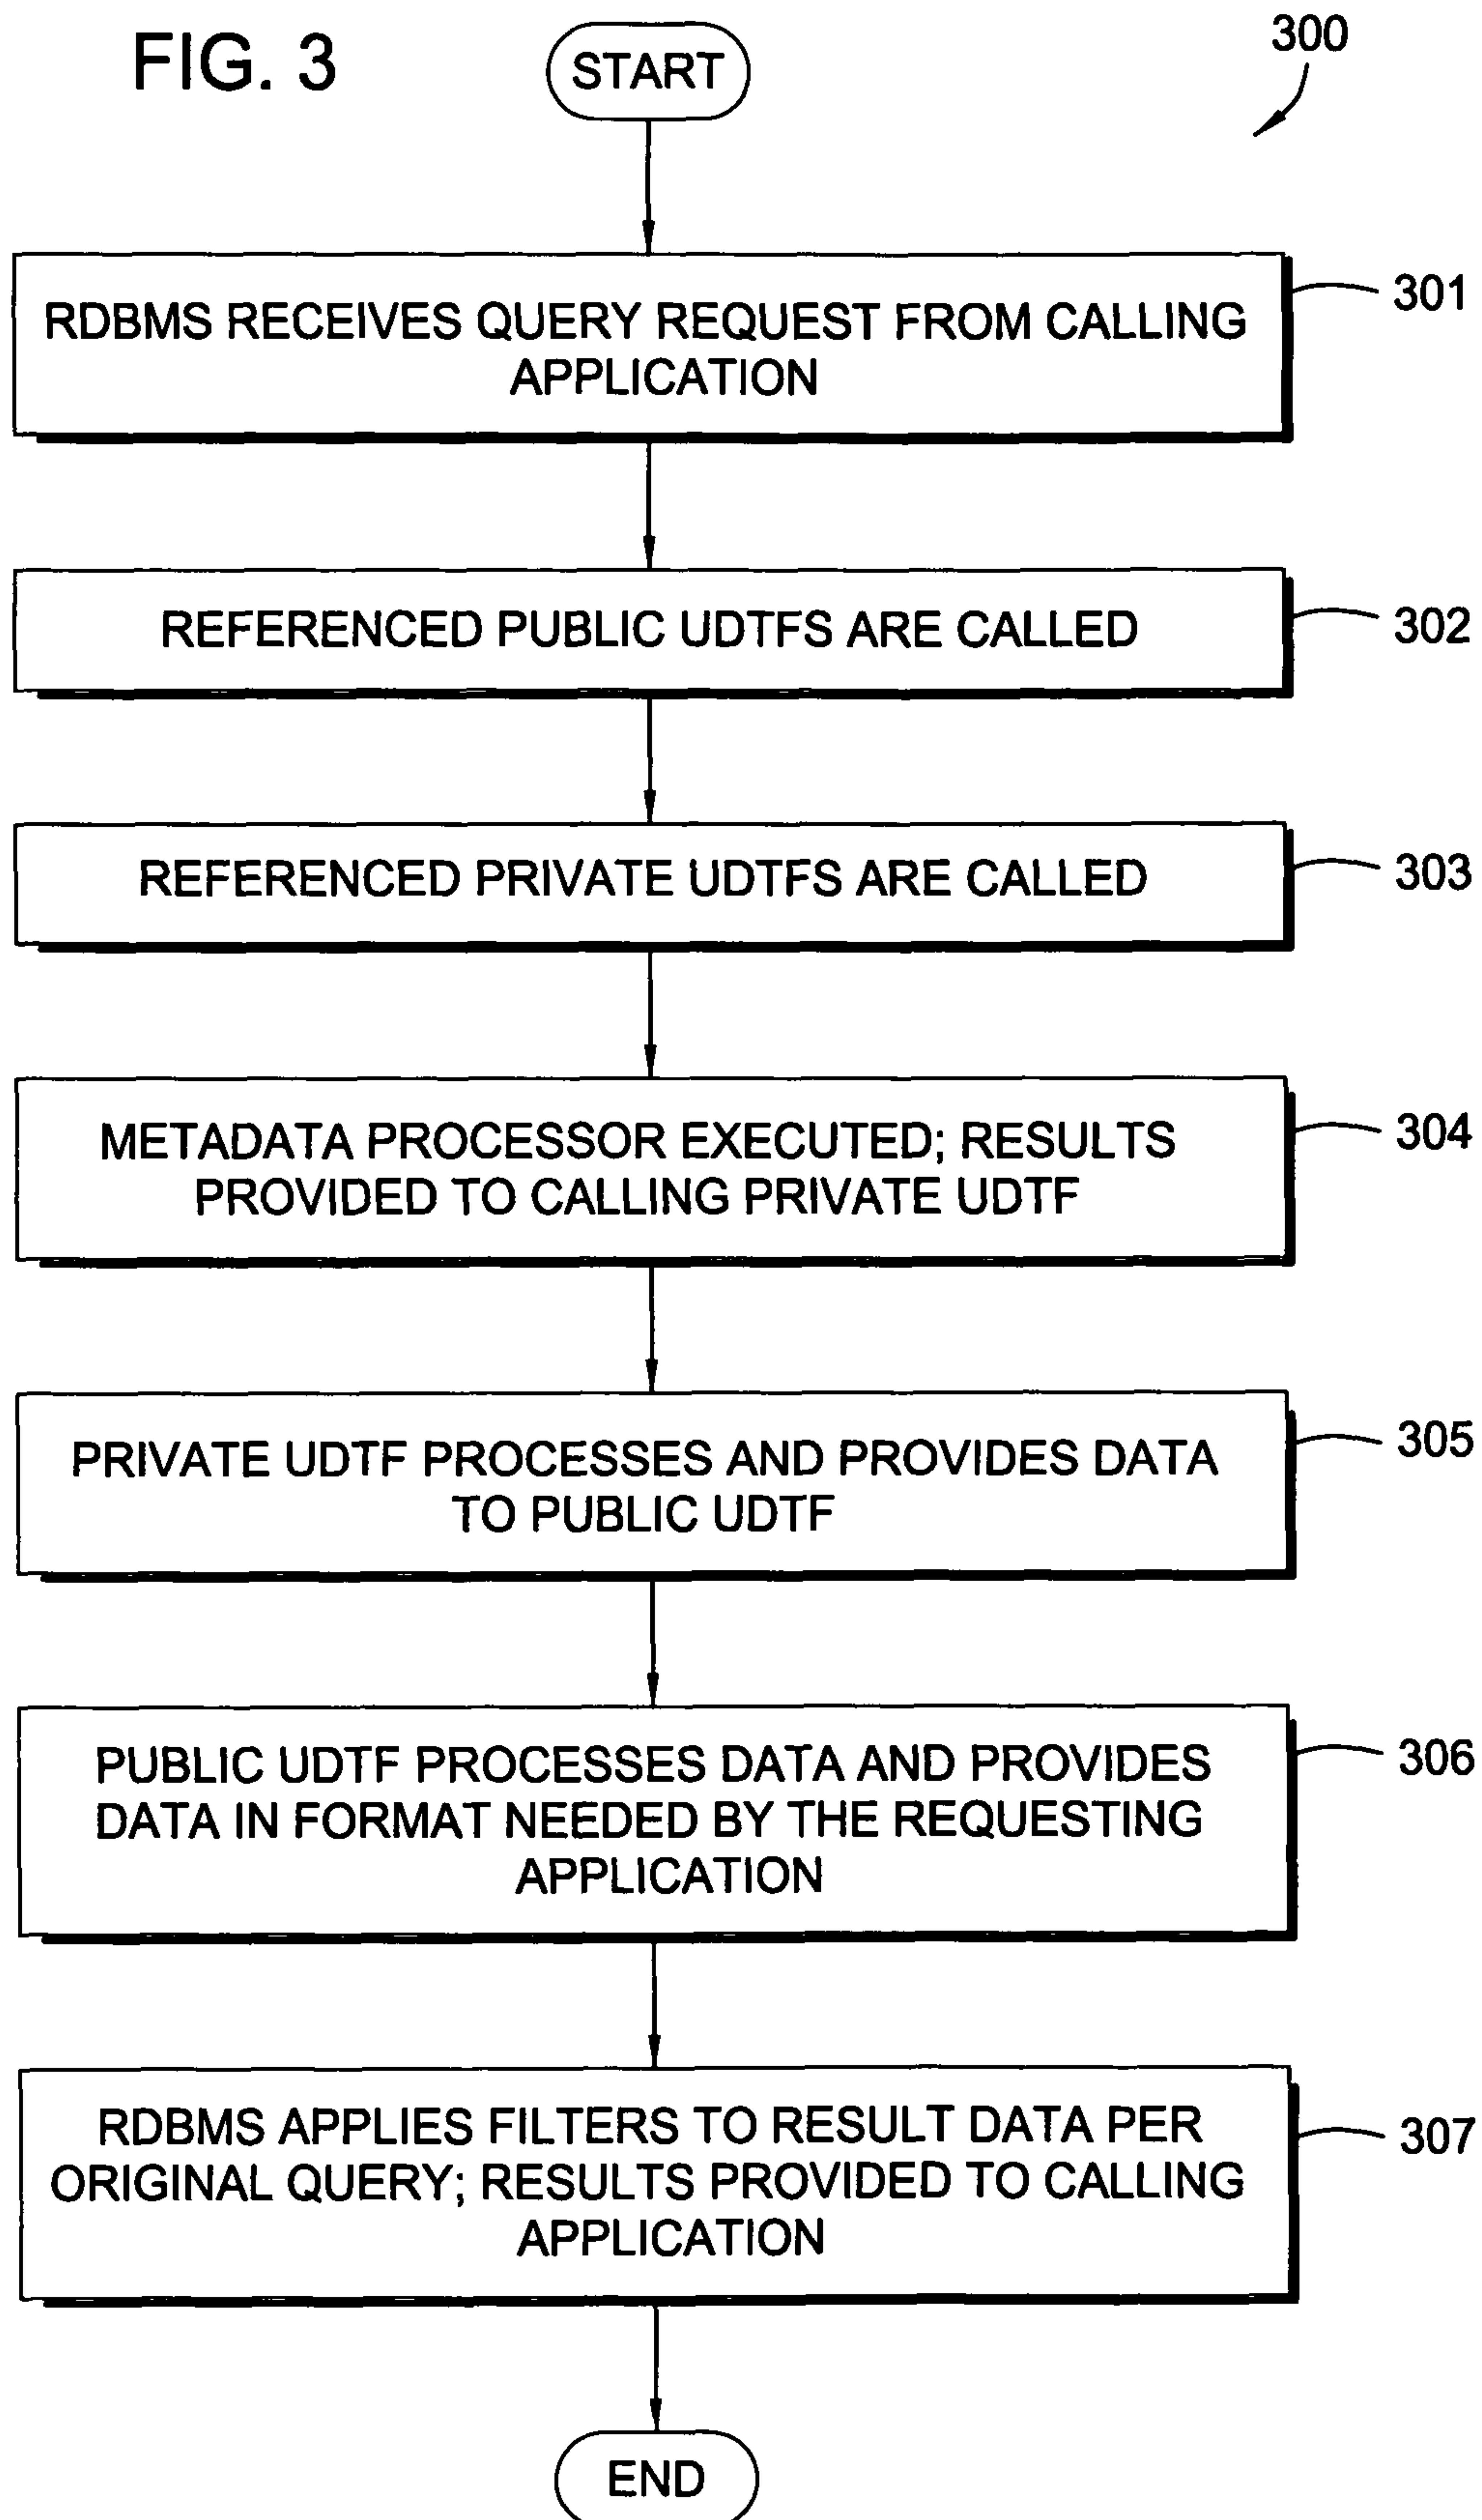 FIG. 3
START
300
RDBMS RECEIVES QUERY REQUEST FROM CALLING
APPLICATION
301
REFERENCED PUBLIC UDTFS ARE CALLED
302
REFERENCED PRIVATE UDTFS ARE CALLED
303
METADATA PROCESSOR EXECUTED; RESULTS
PROVIDED TO CALLING PRIVATE UDTF
304
PRIVATE UDTF PROCESSES AND PROVIDES DATA
TO PUBLIC UDTF
305
PUBLIC UDTF PROCESSES DATA AND PROVIDES
DATA IN FORMAT NEEDED BY THE REQUESTING
APPLICATION
306
RDBMS APPLIES FILTERS TO RESULT DATA PER
ORIGINAL QUERY; RESULTS PROVIDED TO CALLING
APPLICATION
307
END